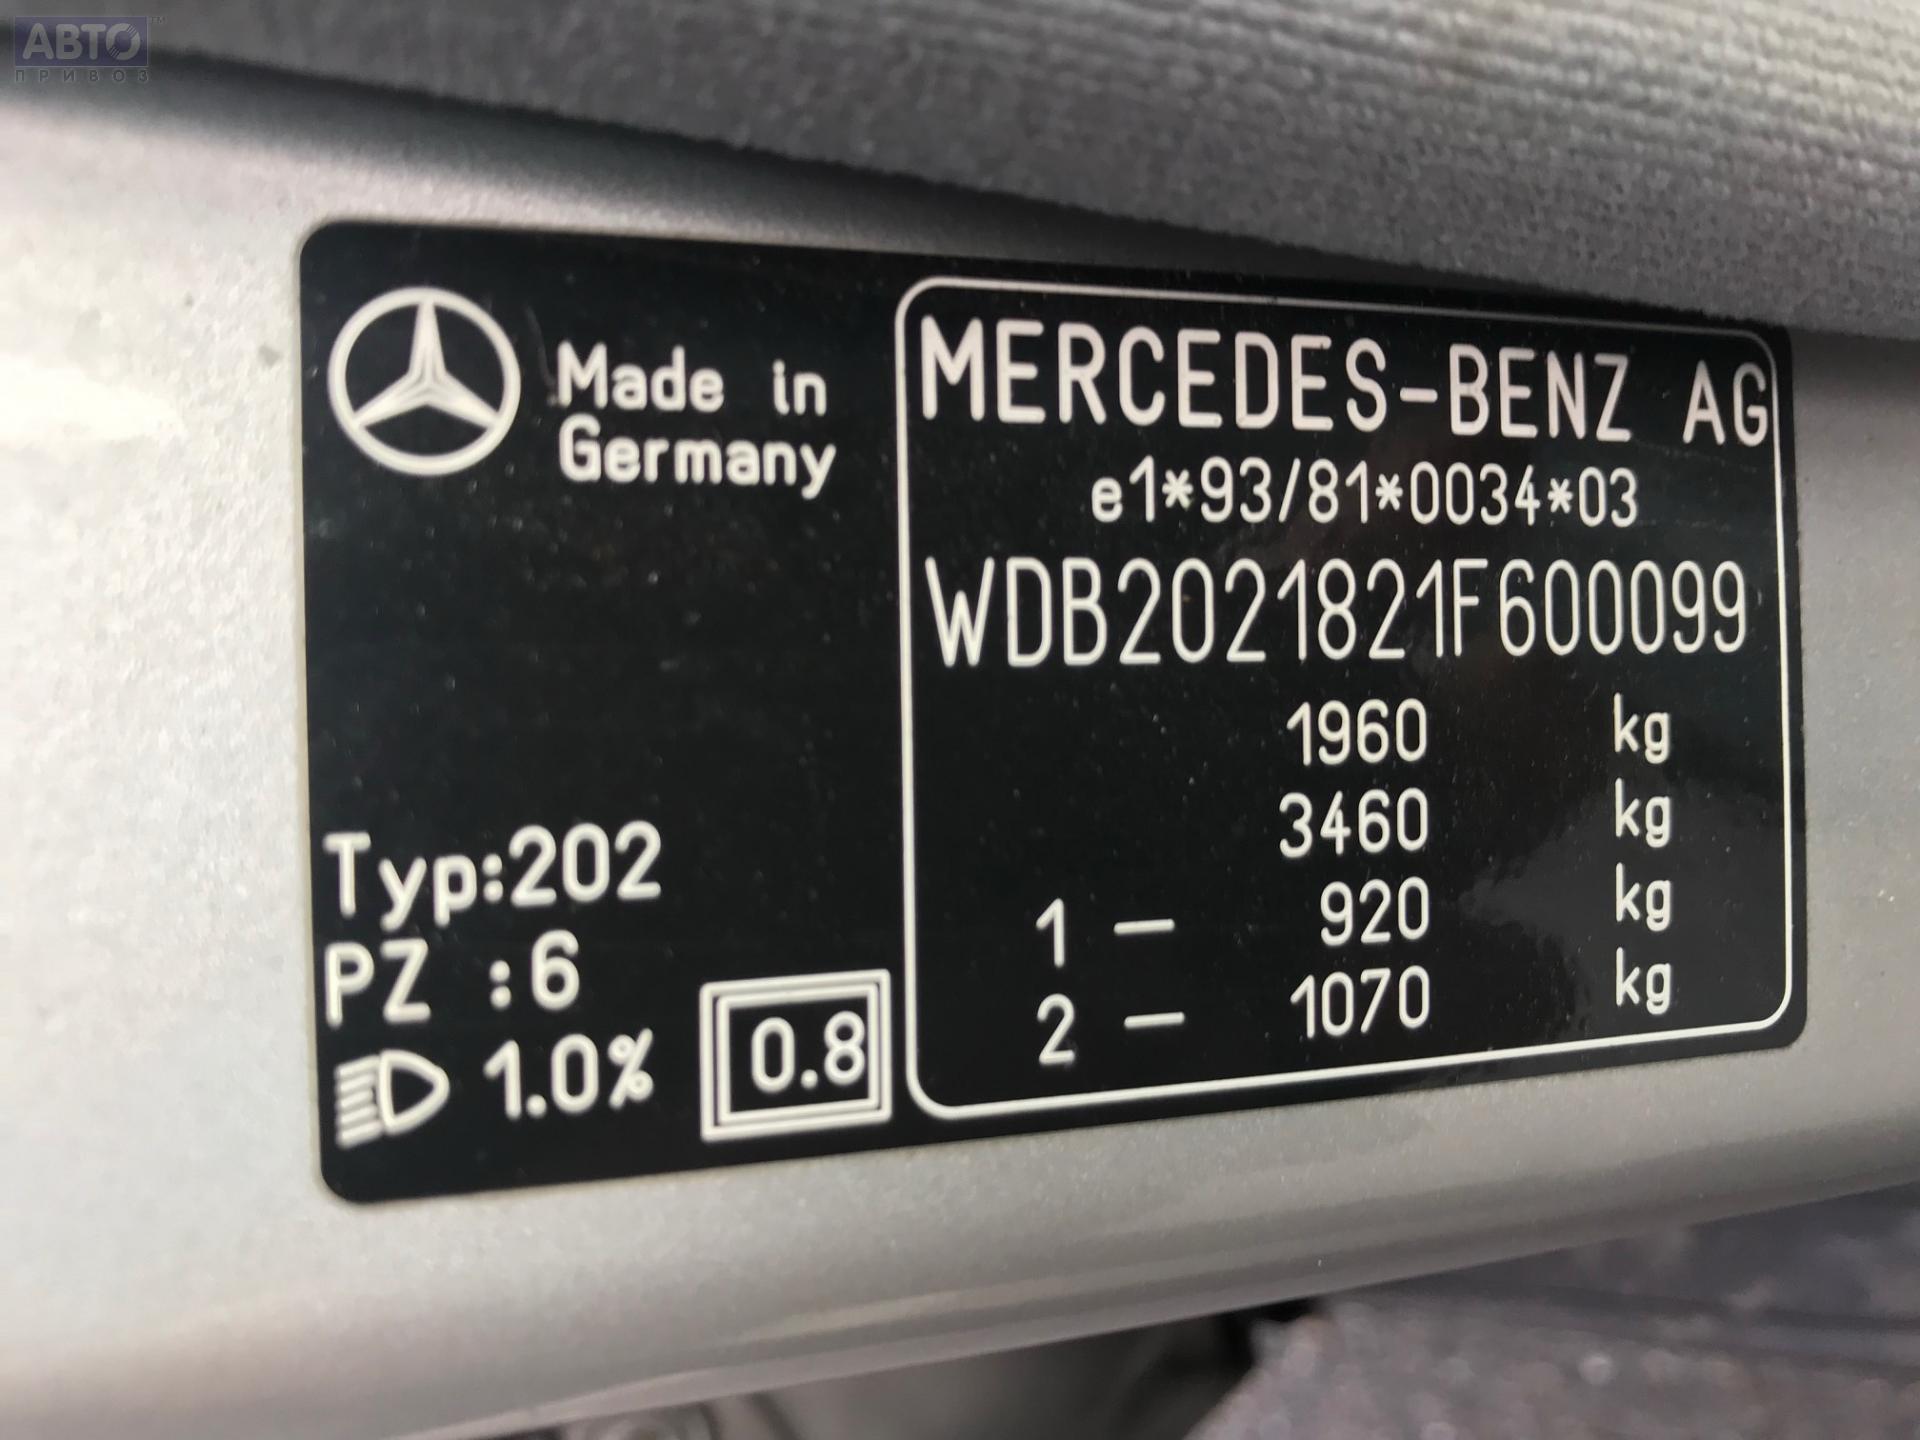 АВТО™
ПРИВОЗ
Made in
Germany
Typ:202
PZ :6
1.0%
0.8
MERCEDES-BENZ AG
e1*93/81*0034*03
WDB2021821F600099
1960 kg
3460 kg
1 - 920 kg
2 - 1070 kg